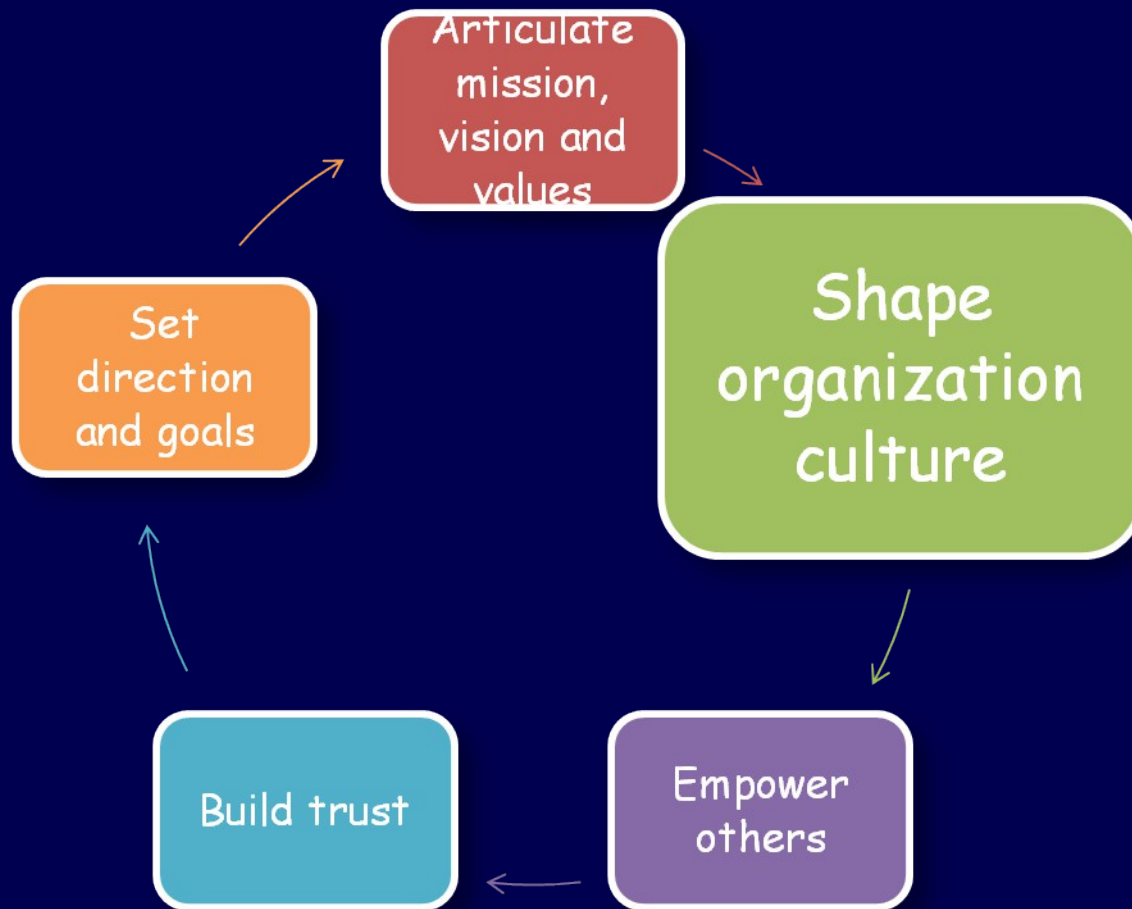 Articulate
mission,
vision and
values
Shape
organization
culture
Empower
others
Build trust
Set
direction
and goals